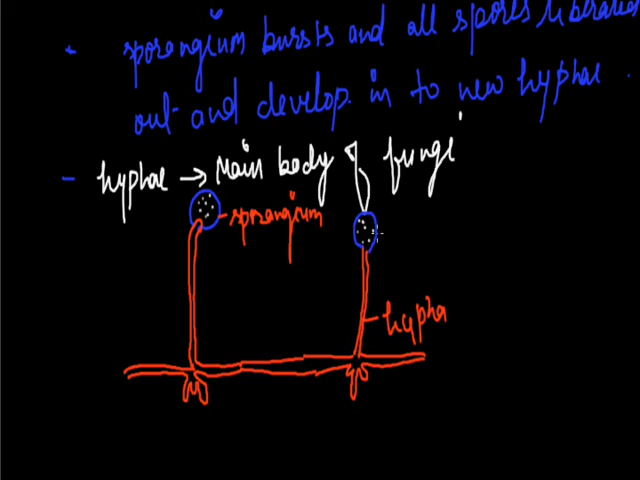 sporangium bursts and all spores liberated
out and develop in to new hyphae.
hyphae → Main body of fungi
sporangium
hypha